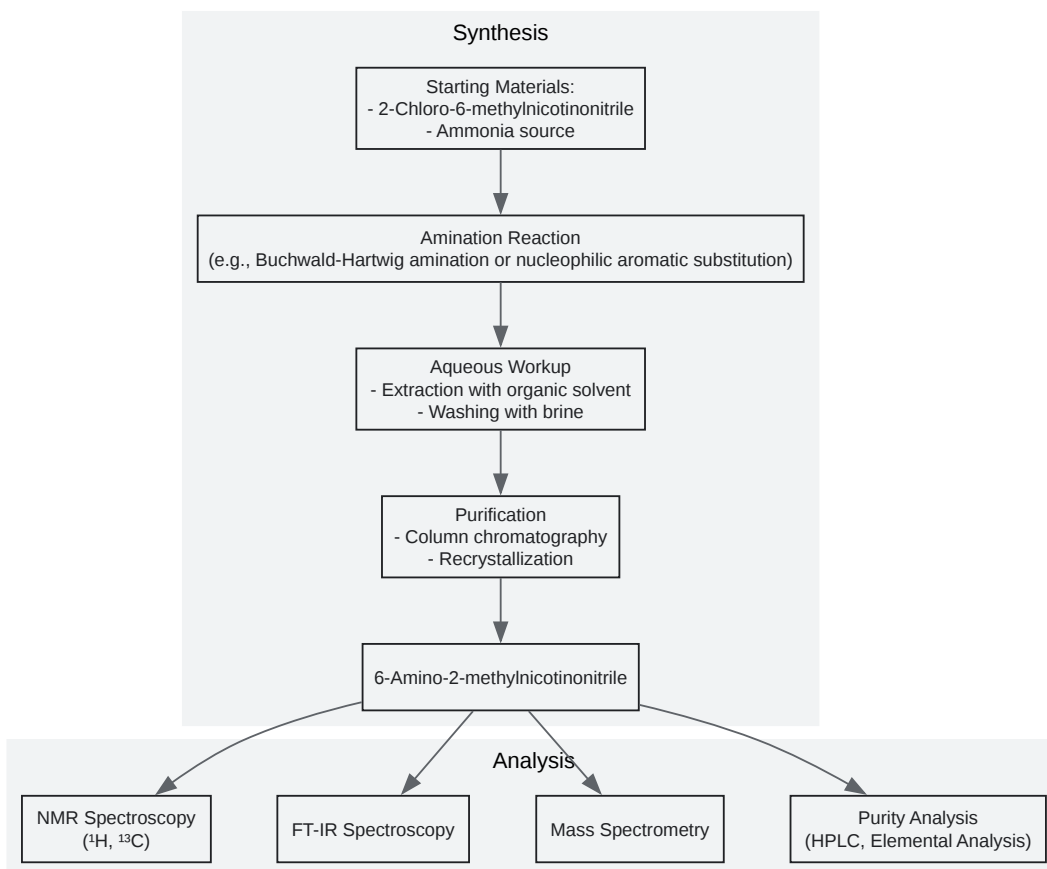 Synthesis
Starting Materials:
- 2-Chloro-6-methylnicotinonitrile
- Ammonia source
Amination Reaction
(e.g., Buchwald-Hartwig amination or nucleophilic aromatic substitution)
Aqueous Workup
- Extraction with organic solvent
- Washing with brine
Purification
- Column chromatography
- Recrystallization
6-Amino-2-methylnicotinonitrile
Analysis
NMR Spectroscopy
(¹H, ¹³C)
FT-IR Spectroscopy
Mass Spectrometry
Purity Analysis
(HPLC, Elemental Analysis)